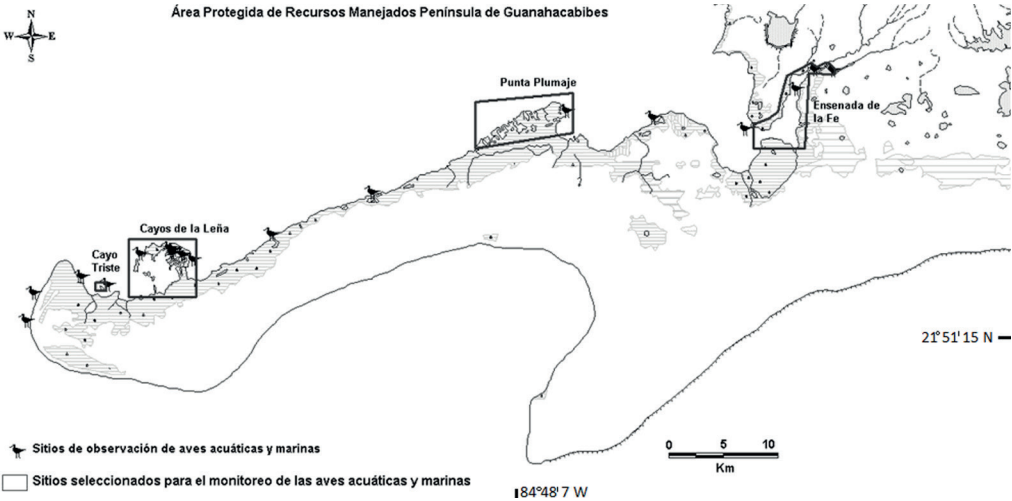 Área Protegida de Recursos Manejados Península de Guanahacabibes
N
W E
S
Punta Plumaje
Ensenada de
la Fe
Cayos de la Leña
Cayo
Triste
21°51'15 N
Sitios de observación de aves acuáticas y marinas
0 5 10
Km
Sitios seleccionados para el monitoreo de las aves acuáticas y marinas
84°48'7 W